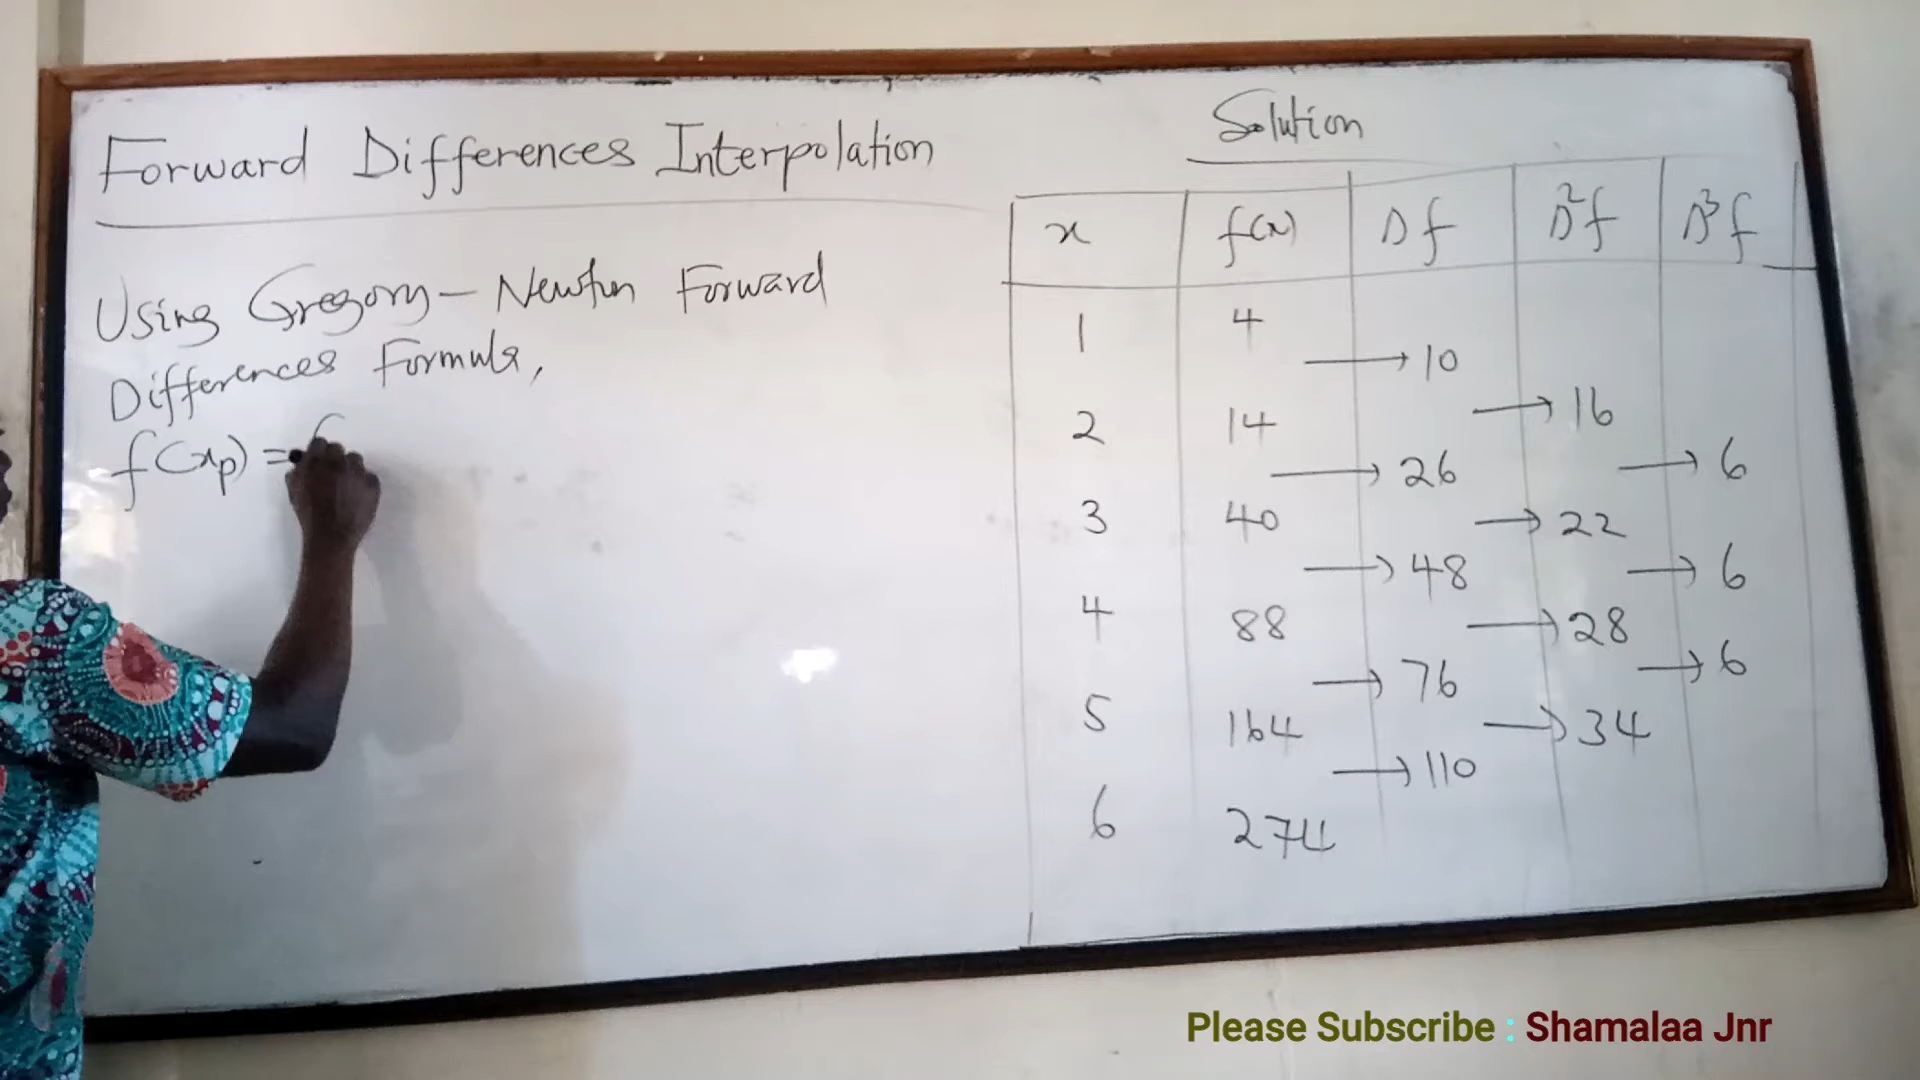 Forward Differences Interpolation
Using Gregory – Newton Forward
Differences Formula,
f(xp) = f
Solution
x f(x) Δf Δ²f Δ³f
1 4
→ 10
→ 16
2 14
→ 26
→ 6
3 40
→ 22
→ 48
→ 6
4 88
→ 28
→ 76
→ 6
5 164
→ 34
→ 110
6 274
Please Subscribe : Shamalaa Jnr